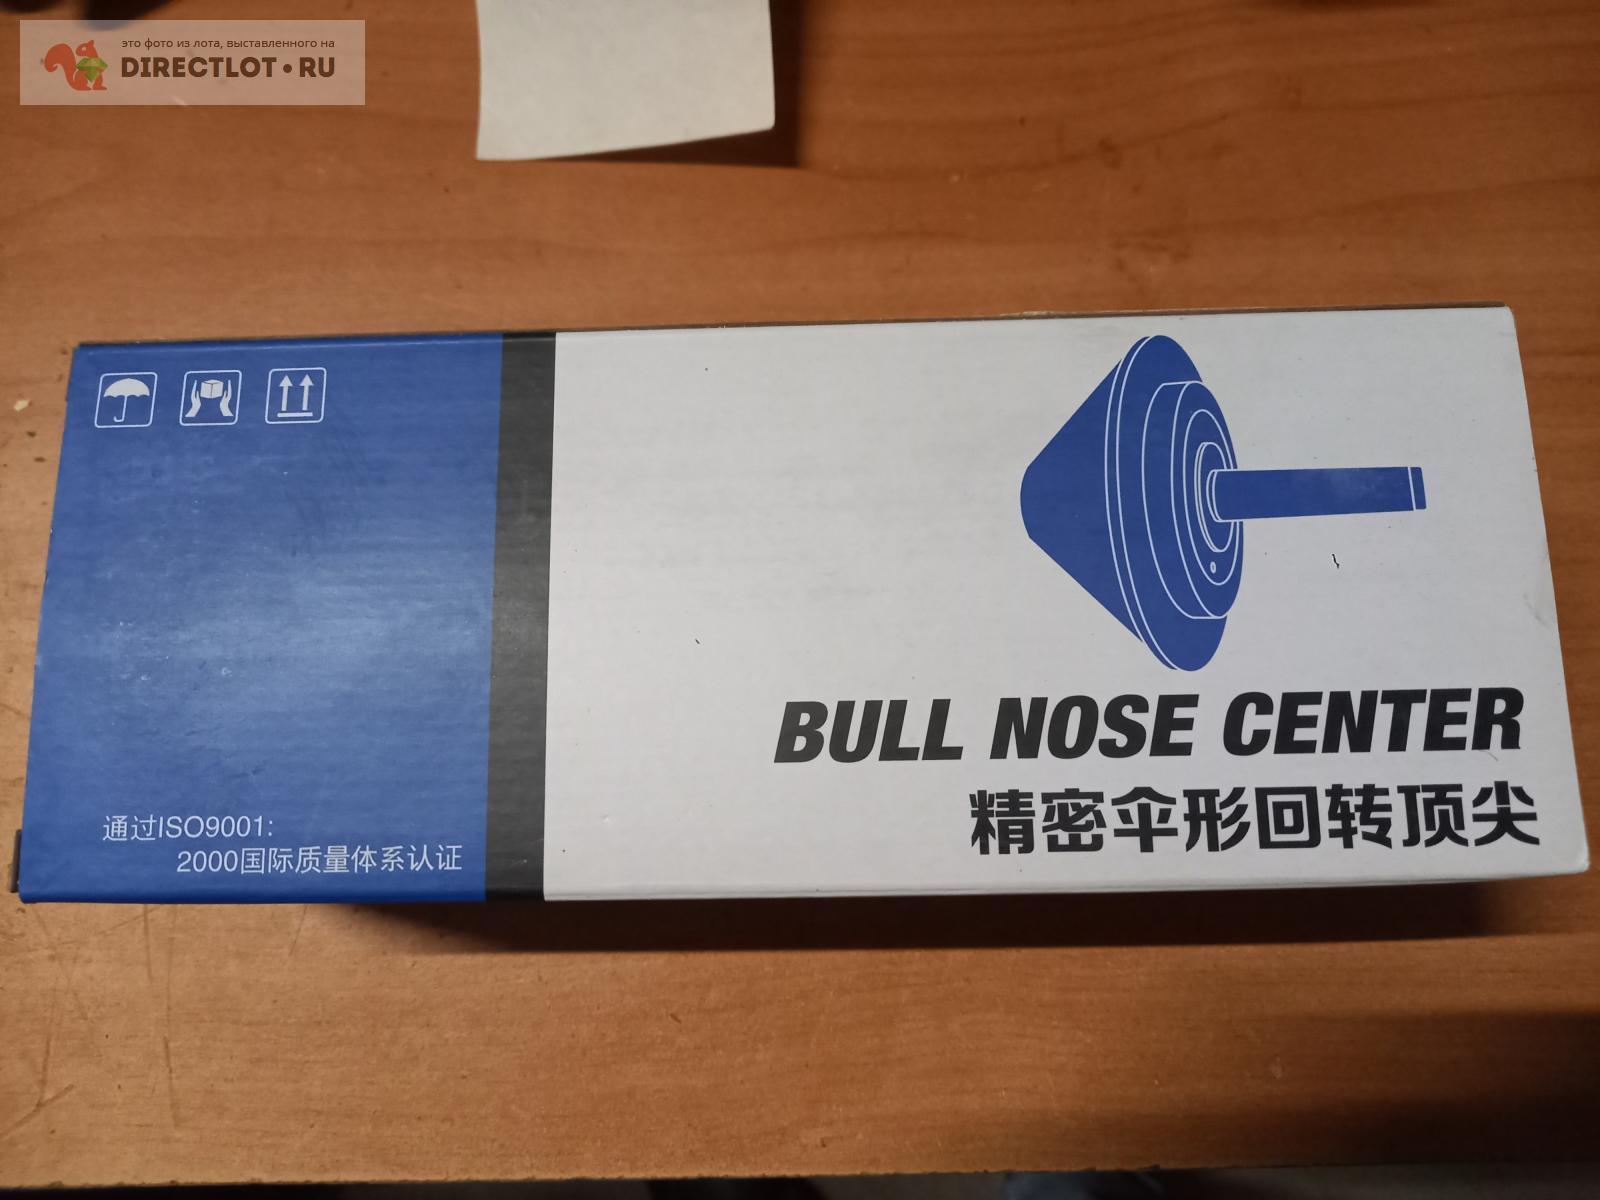 это фото из лота, выставленного на
DIRECTLOT•RU
BULL NOSE CENTER
精密伞形回转顶尖
通过ISO9001:
2000国际质量体系认证